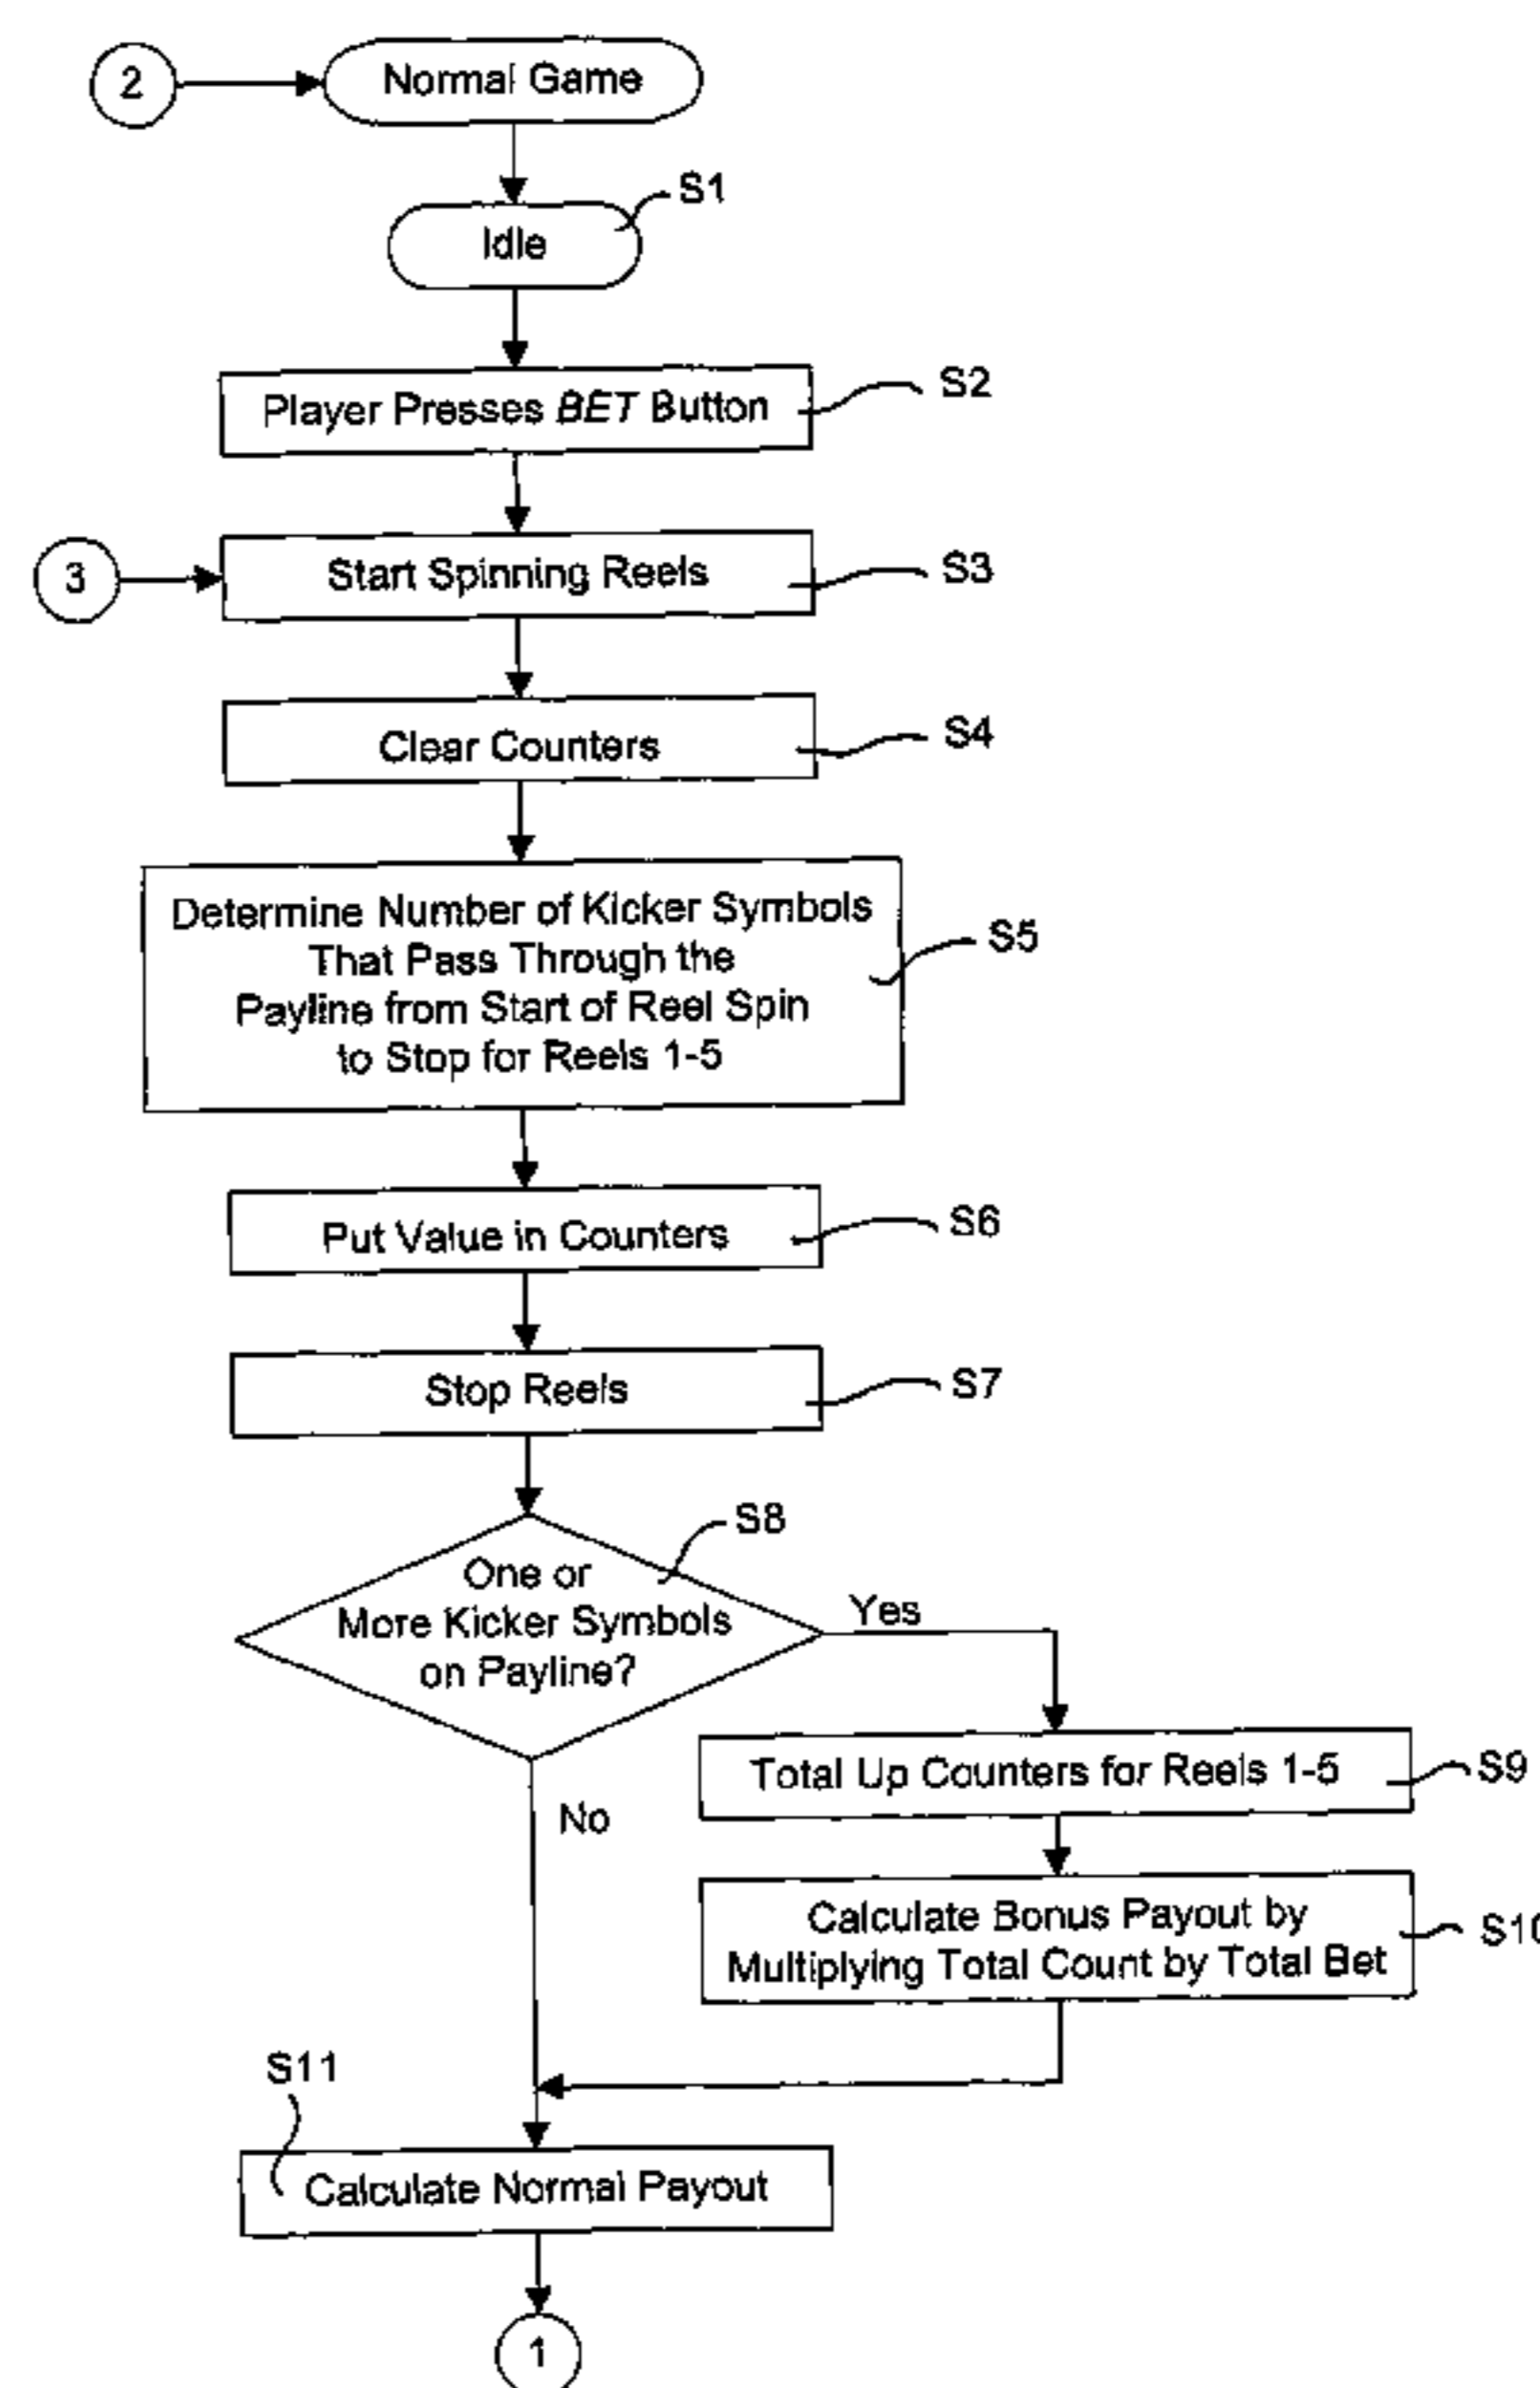 2
Normal Game
S1
Idle
Player Presses BET Button
S2
3
Start Spinning Reels
S3
Clear Counters
S4
Determine Number of Kicker Symbols
That Pass Through the
Payline from Start of Reel Spin
to Stop for Reels 1-5
S5
Put Value in Counters
S6
Stop Reels
S7
S8
One or
More Kicker Symbols
on Payline?
Yes
No
Total Up Counters for Reels 1-5
S9
Calculate Bonus Payout by
Multiplying Total Count by Total Bet
S10
S11
Calculate Normal Payout
1